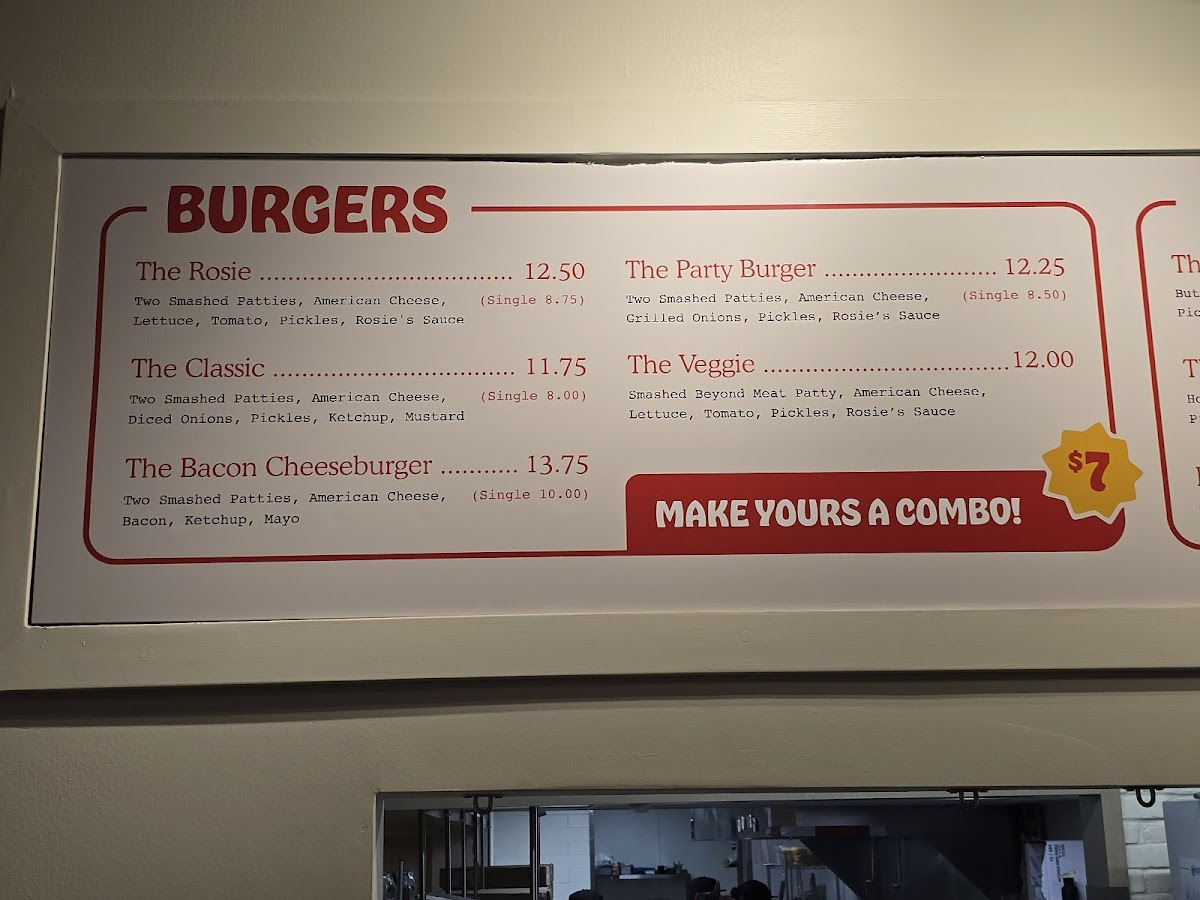 BURGERS
The Rosie .................................. 12.50
Two Smashed Patties, American Cheese, (Single 8.75)
Lettuce, Tomato, Pickles, Rosie's Sauce
The Classic ................................. 11.75
Two Smashed Patties, American Cheese, (Single 8.00)
Diced Onions, Pickles, Ketchup, Mustard
The Bacon Cheeseburger ........... 13.75
Two Smashed Patties, American Cheese, (Single 10.00)
Bacon, Ketchup, Mayo
The Party Burger ........................ 12.25
Two Smashed Patties, American Cheese, (Single 8.50)
Grilled Onions, Pickles, Rosie's Sauce
The Veggie ................................. 12.00
Smashed Beyond Meat Patty, American Cheese,
Lettuce, Tomato, Pickles, Rosie's Sauce
MAKE YOURS A COMBO!
$7
Th
But
Pic